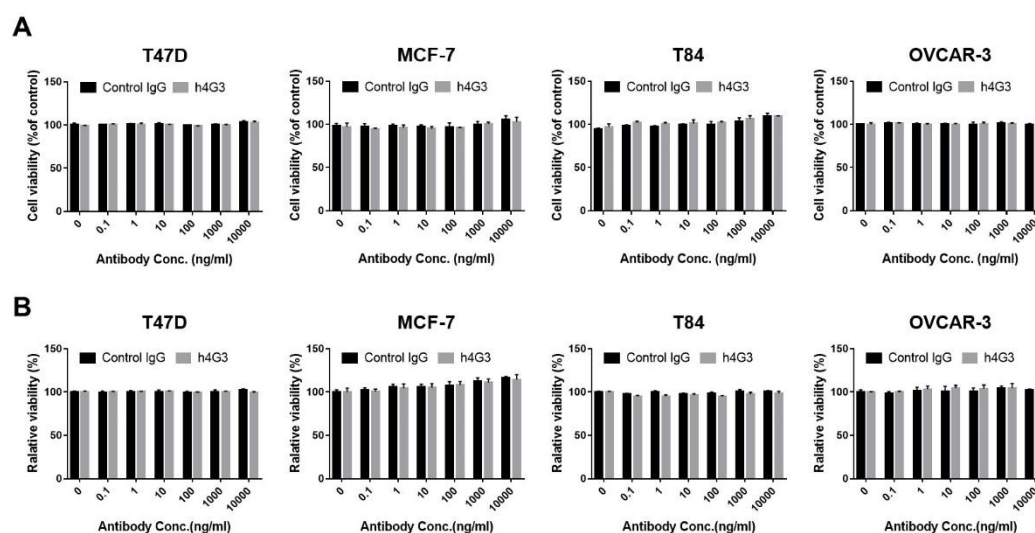 A
T47D
MCF-7
T84
OVCAR-3
Control IgG h4G3
Control IgG h4G3
Control IgG h4G3
Control IgG h4G3
Cell viability (%of control)
150
100
50
0
0 0.1 1 10 100 1000 10000
Antibody Conc. (ng/ml)
Cell viability (%of control)
150
100
50
0
0 0.1 1 10 100 1000 10000
Antibody Conc. (ng/ml)
Cell viability (%of control)
150
100
50
0
0 0.1 1 10 100 1000 10000
Antibody Conc. (ng/ml)
Cell viability (%of control)
150
100
50
0
0 0.1 1 10 100 1000 10000
Antibody Conc. (ng/ml)
B
T47D
MCF-7
T84
OVCAR-3
Control IgG h4G3
Control IgG h4G3
Control IgG h4G3
Control IgG h4G3
Ralative viability (%)
150
100
50
0
0 0.1 1 10 100 1000 10000
Antibody Conc.(ng/ml)
Ralative viability (%)
150
100
50
0
0 0.1 1 10 100 1000 10000
Antibody Conc.(ng/ml)
Ralative viability (%)
150
100
50
0
0 0.1 1 10 100 1000 10000
Antibody Conc.(ng/ml)
Ralative viability (%)
150
100
50
0
0 0.1 1 10 100 1000 10000
Antibody Conc.(ng/ml)